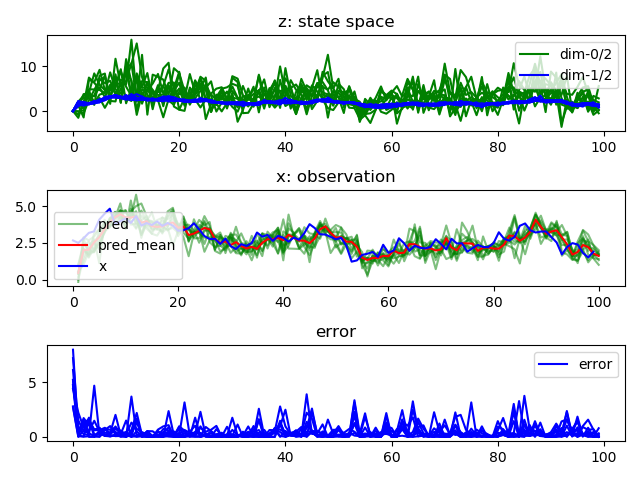 z: state space
10
0
dim-0/2
dim-1/2
0 20 40 60 80 100
x: observation
5.0
2.5
0.0
pred
pred_mean
x
0 20 40 60 80 100
error
5
0
error
0 20 40 60 80 100